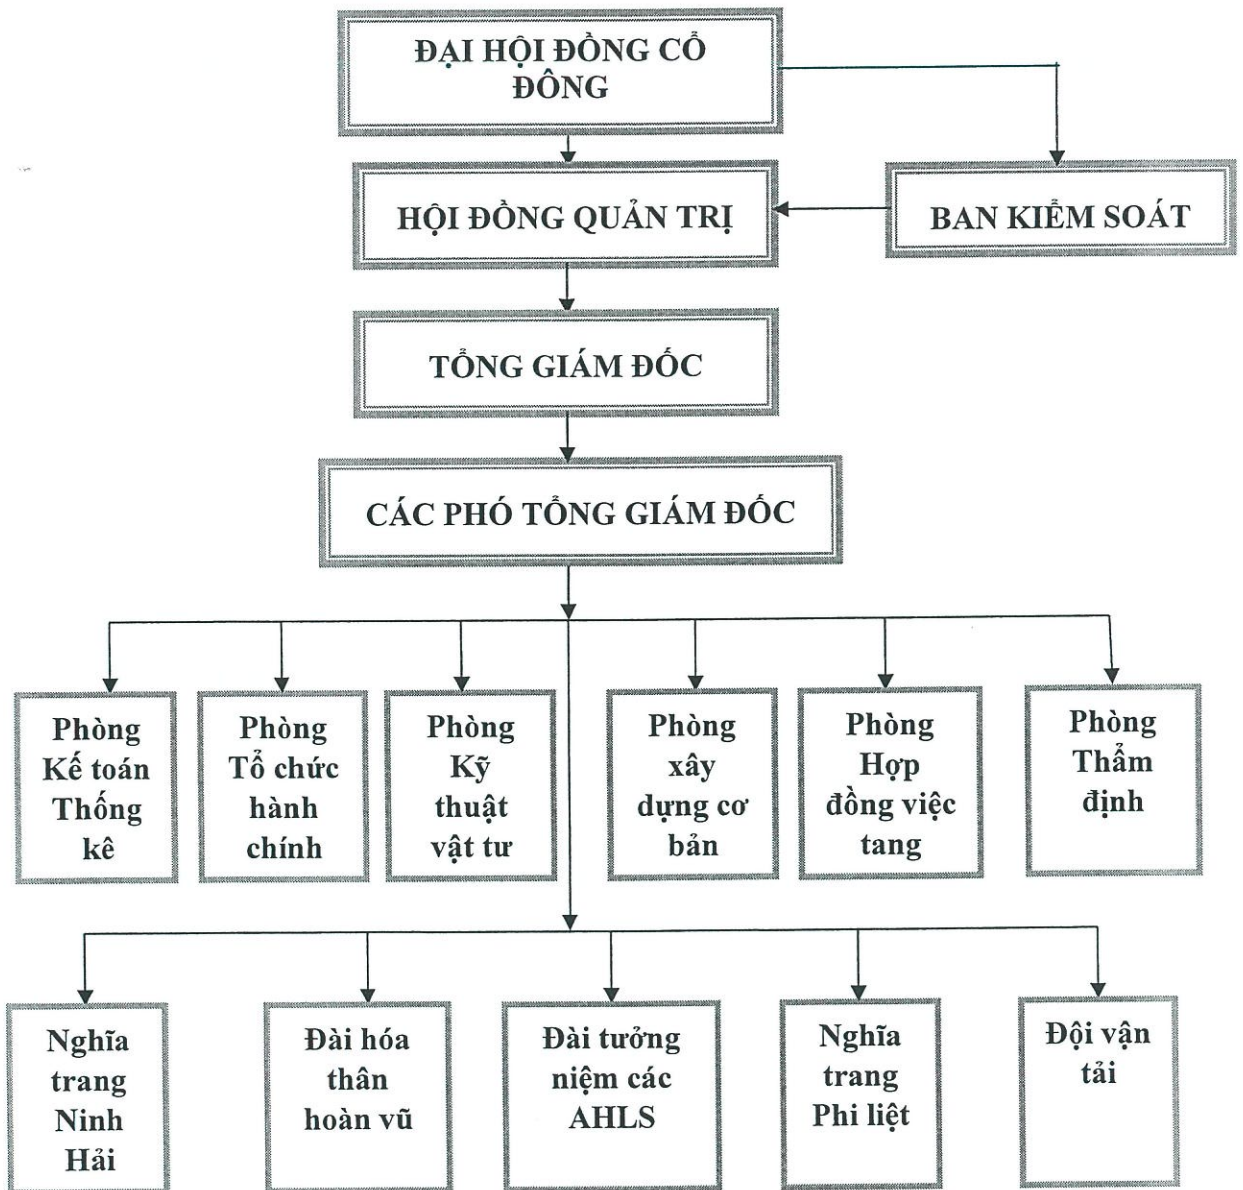 ĐẠI HỘI ĐỒNG CỔ
ĐÔNG
HỘI ĐỒNG QUẢN TRỊ
BAN KIỂM SOÁT
TỔNG GIÁM ĐỐC
CÁC PHÓ TỔNG GIÁM ĐỐC
Phòng
Kế toán
Thống
kê
Phòng
Tổ chức
hành
chính
Phòng
Kỹ
thuật
vật tư
Phòng
xây
dựng cơ
bản
Phòng
Hợp
đồng việc
tang
Phòng
Thẩm
định
Nghĩa
trang
Ninh
Hải
Đài hóa
thân
hoàn vũ
Đài tưởng
niệm các
AHLS
Nghĩa
trang
Phi liệt
Đội vận
tải